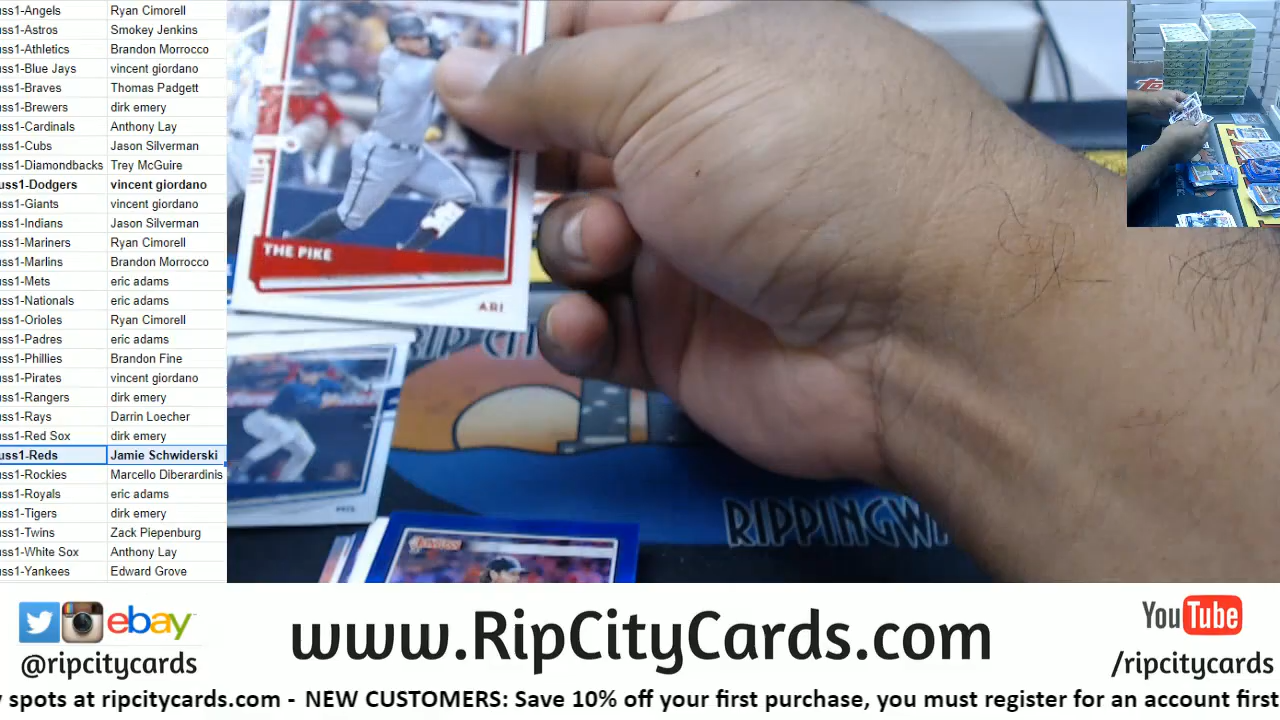 uss1-Angels Ryan Cimorell
uss1-Astros Smokey Jenkins
uss1-Athletics Brandon Morrocco
uss1-Blue Jays vincent giordano
uss1-Braves Thomas Padgett
uss1-Brewers dirk emery
uss1-Cardinals Anthony Lay
uss1-Cubs Jason Silverman
uss1-Diamondbacks Trey McGuire
uss1-Dodgers vincent giordano
uss1-Giants vincent giordano
uss1-Indians Jason Silverman
uss1-Mariners Ryan Cimorell
uss1-Marlins Brandon Morrocco
uss1-Mets eric adams
uss1-Nationals eric adams
uss1-Orioles Ryan Cimorell
uss1-Padres eric adams
uss1-Phillies Brandon Fine
uss1-Pirates vincent giordano
uss1-Rangers dirk emery
uss1-Rays Darrin Loecher
uss1-Red Sox dirk emery
uss1-Reds Jamie Schwiderski
uss1-Rockies Marcello Diberardinis
uss1-Royals eric adams
uss1-Tigers dirk emery
uss1-Twins Zack Piepenburg
uss1-White Sox Anthony Lay
uss1-Yankees Edward Grove
THE PIKE
ARI
RIP CIT
RIPPINGW
ebay
@ripcitycards
www.RipCityCards.com
YouTube
/ripcitycards
spots at ripcitycards.com - NEW CUSTOMERS: Save 10% off your first purchase, you must register for an account first